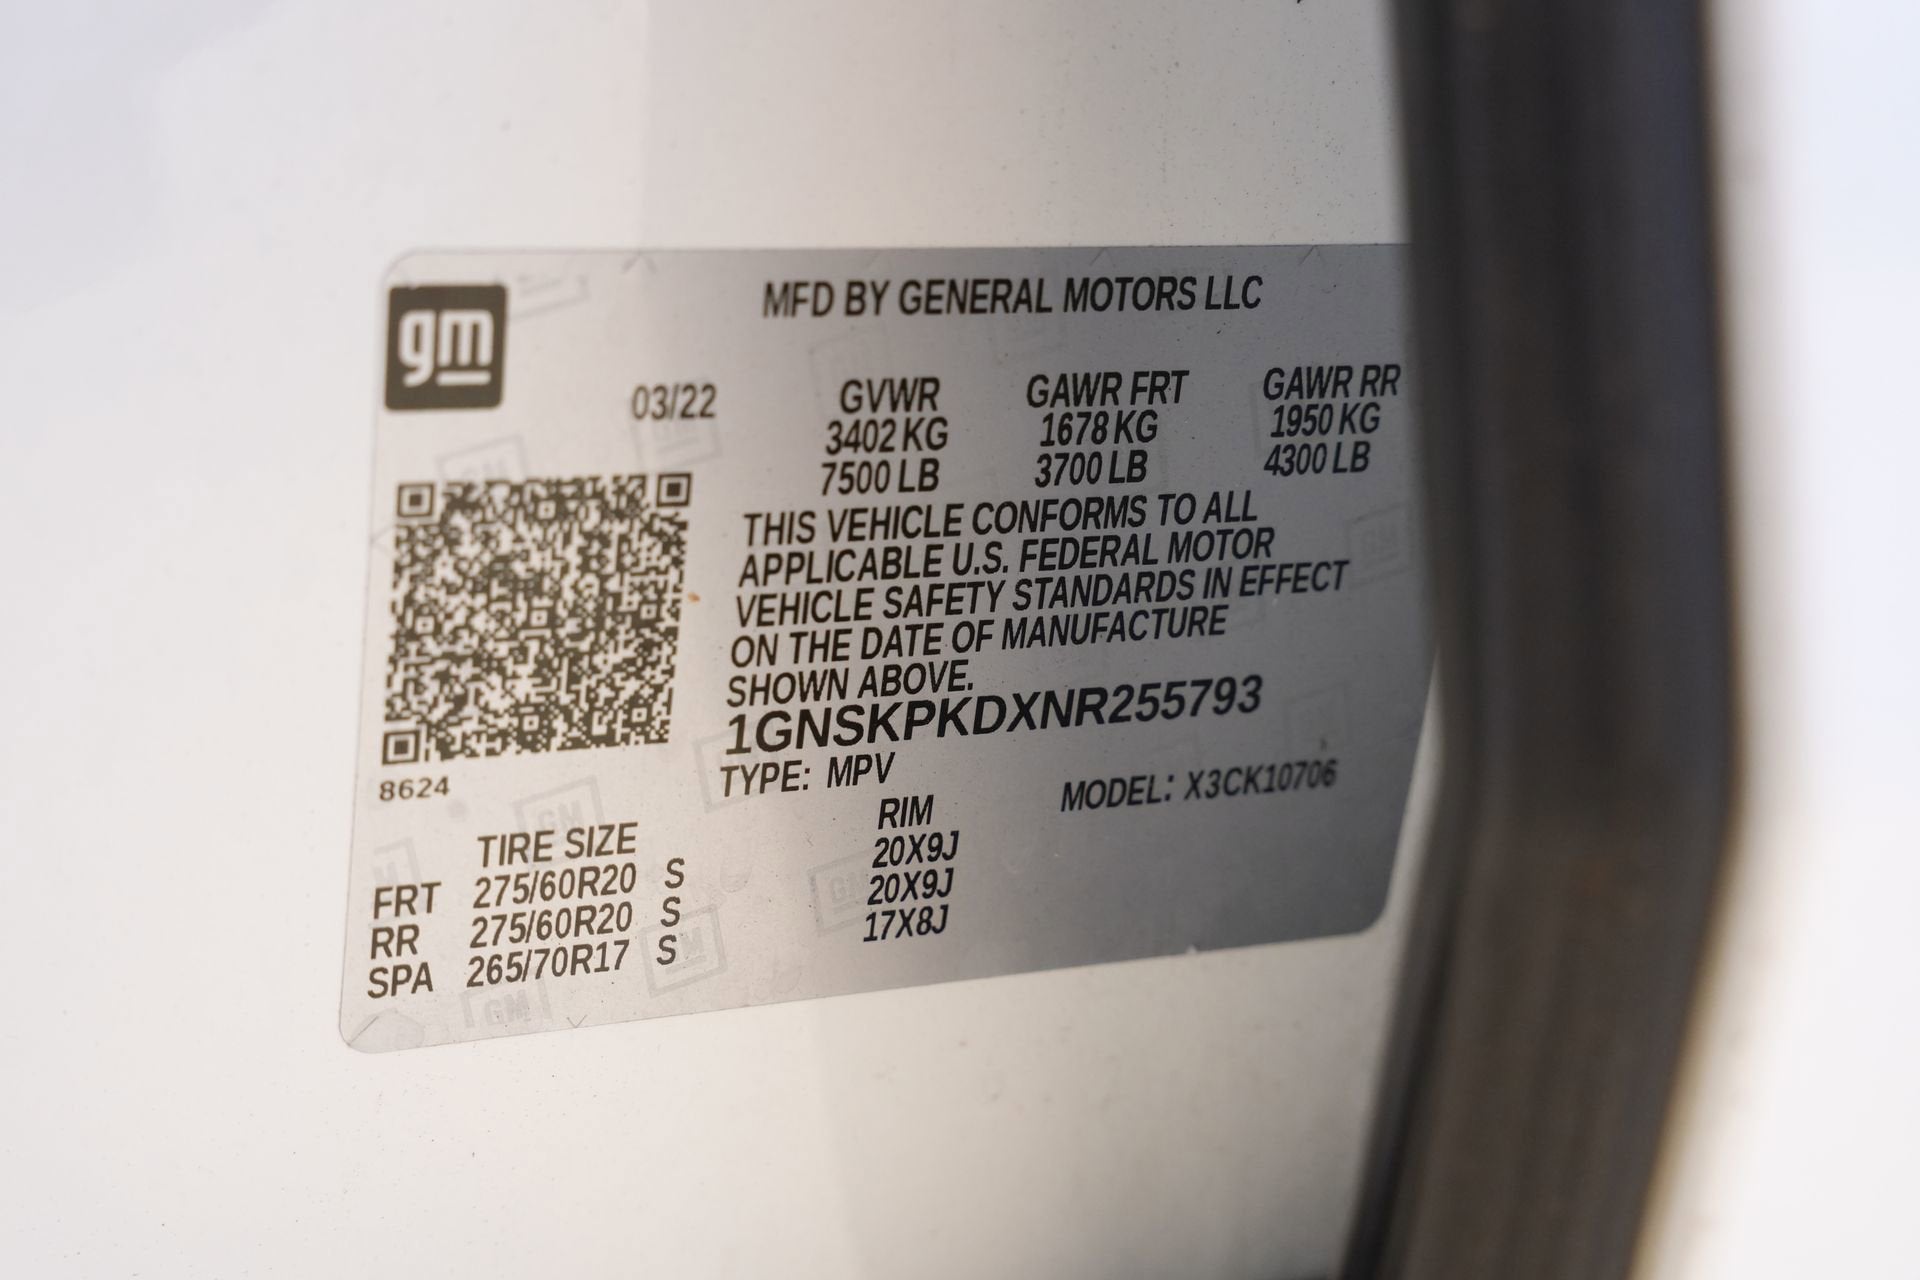 gm
MFD BY GENERAL MOTORS LLC
03/22 GVWR GAWR FRT GAWR RR
3402 KG 1678 KG 1950 KG
7500 LB 3700 LB 4300 LB
THIS VEHICLE CONFORMS TO ALL
APPLICABLE U.S. FEDERAL MOTOR
VEHICLE SAFETY STANDARDS IN EFFECT
ON THE DATE OF MANUFACTURE
SHOWN ABOVE.
1GNSKPKDXNR255793
8624
TYPE: MPV MODEL: X3CK10706
TIRE SIZE RIM
FRT 275/60R20 S 20X9J
RR 275/60R20 S 20X9J
SPA 265/70R17 S 17X8J